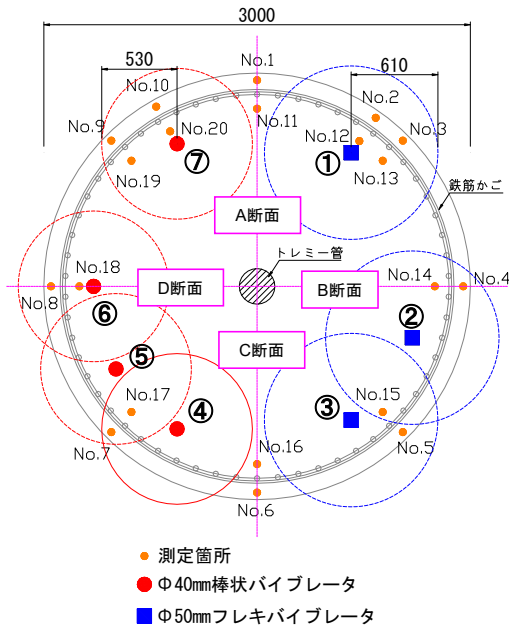 3000
530
610
No.1
No.10
No.2
No.9
No.20
No.11
No.12
No.3
⑦
①
No.19
No.13
鉄筋かご
A断面
トレミー管
No.18
No.14
No.4
D断面
B断面
No.8
⑥
②
C断面
⑤
No.17
④
③
No.15
No.7
No.16
No.5
No.6
測定箇所
Φ40mm棒状バイブレータ
Φ50mmフレキバイブレータ